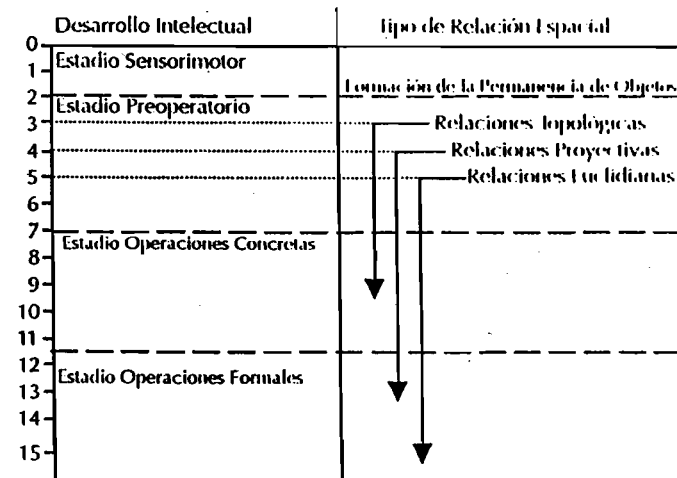 Desarrollo Intelectual Tipo de Relación Espacial
0
Estadio Sensorimotor
1
Formación de la Permanencia de Objetos
2
Estadio Preoperatorio
3 Relaciones Topológicas
4 Relaciones Proyectivas
5 Relaciones Euclidianas
6
7
Estadio Operaciones Concretas
8
9
10
11
12
Estadio Operaciones Formales
13
14
15